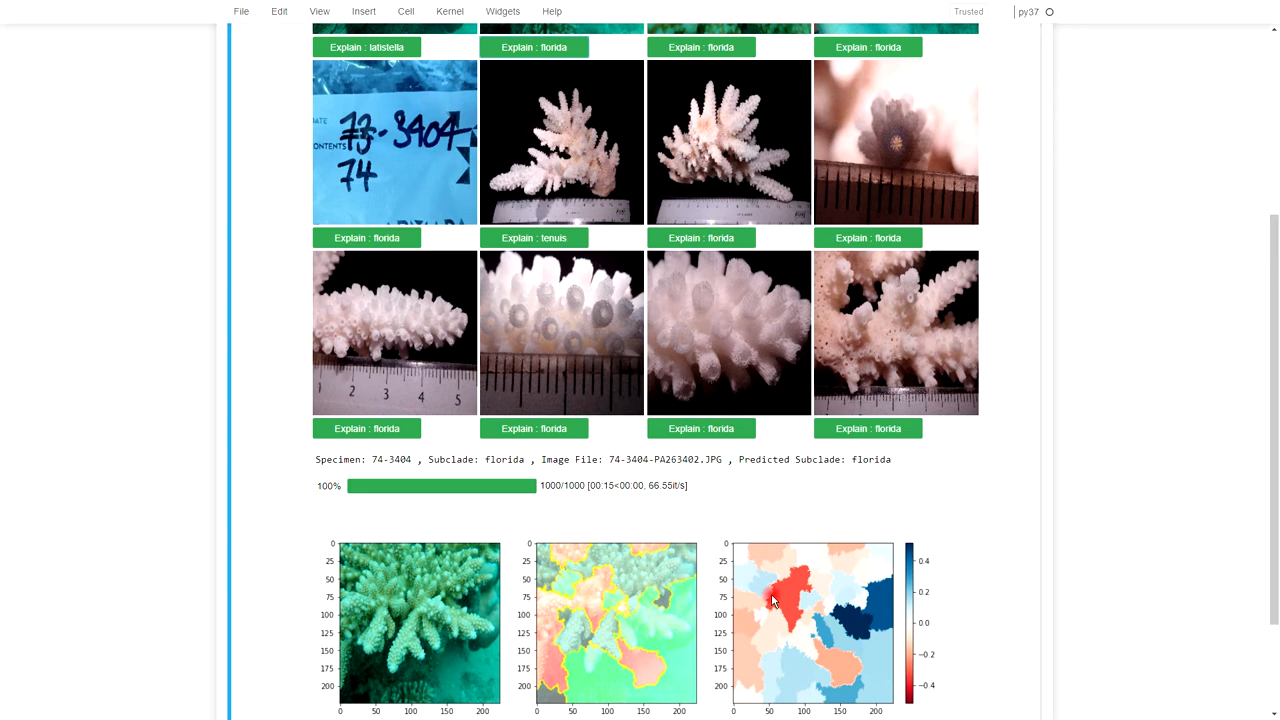 File Edit View Insert Cell Kernel Widgets Help Trusted py37
Explain : latistella Explain : florida Explain : florida Explain : florida
ATE
73-3404
ONTENTS
74
Explain : florida Explain : tenuis Explain : florida Explain : florida
1 2 3 4 5
Explain : florida Explain : florida Explain : florida Explain : florida
Specimen: 74-3404 , Subclade: florida , Image File: 74-3404-PA263402.JPG , Predicted Subclade: florida
100% 1000/1000 [00:15<00:00, 66.55it/s]
0 0 0
25 25 25 0.4
50 50 50
75 75 75 0.2
100 100 100 0.0
125 125 125
150 150 150 −0.2
175 175 175
200 200 200 −0.4
0 50 100 150 200 0 50 100 150 200 0 50 100 150 200